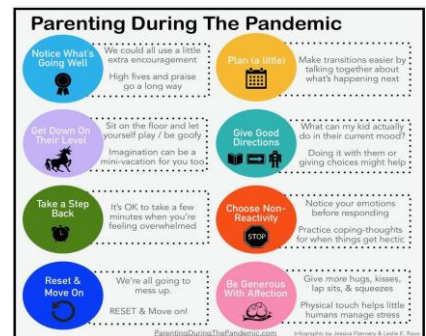 Parenting During The Pandemic
Notice What's
Going Well
We could all use a little
extra encouragement
High fives and praise
go a long way
Plan (a little)
Make transitions easier by
talking together about
what's happening next
Get Down On
Their Level
Sit on the floor and let
yourself play / be goofy
Imagination can be a
mini-vacation for you too
Give Good
Directions
What can my kid actually
do in their current mood?
Doing it with them or
giving choices might help
Take a Step
Back
It's OK to take a few
minutes when you're
feeling overwhelmed
Choose Non-
Reactivity
STOP
Notice your emotions
before responding
Practice coping-thoughts
for when things get hectic
Reset &
Move On
We're all going to
mess up.
RESET & Move on!
Be Generous
With Affection
Give more hugs, kisses,
lap sits, & squeezes
Physical touch helps little
humans manage stress
ParentingDuringThePandemic.com
Infographic by Jessica Flannery & Leslie E. Roos